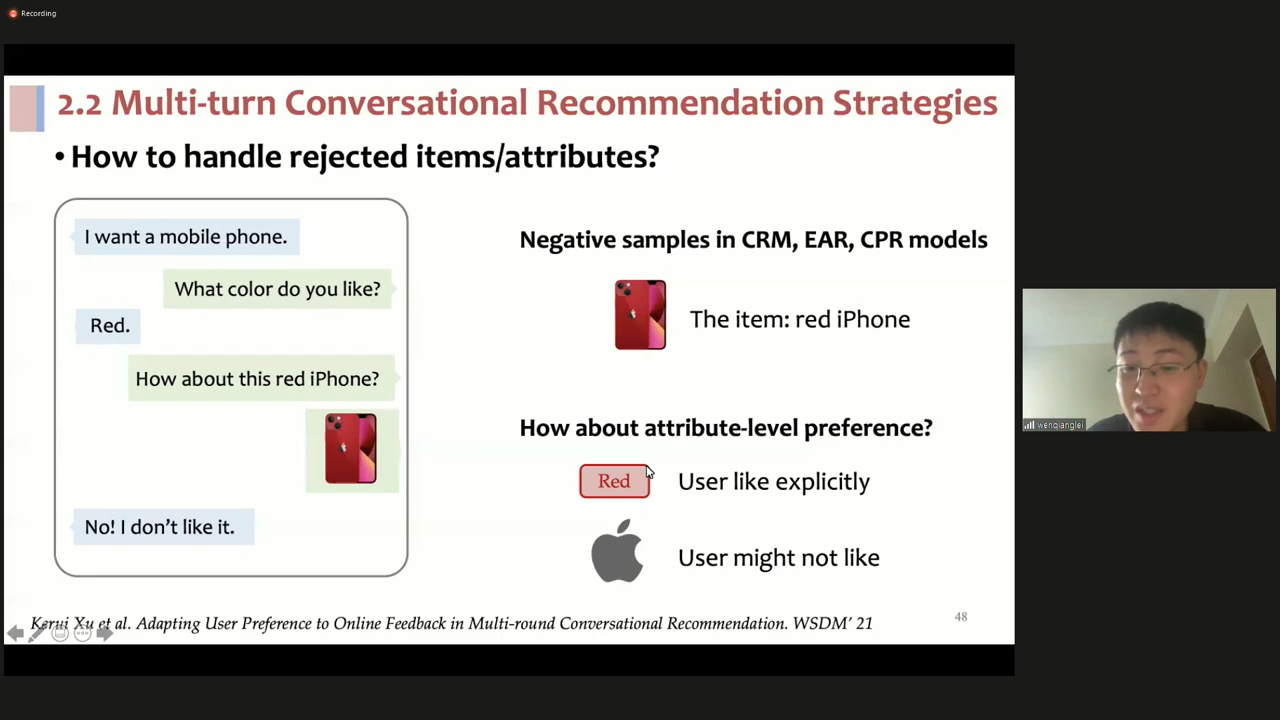 Recording
2.2 Multi-turn Conversational Recommendation Strategies
• How to handle rejected items/attributes?
I want a mobile phone.
What color do you like?
Red.
How about this red iPhone?
No! I don't like it.
Negative samples in CRM, EAR, CPR models
The item: red iPhone
How about attribute-level preference?
Red
User like explicitly
User might not like
Kerui Xu et al. Adapting User Preference to Online Feedback in Multi-round Conversational Recommendation. WSDM' 21
48
wenqianglei